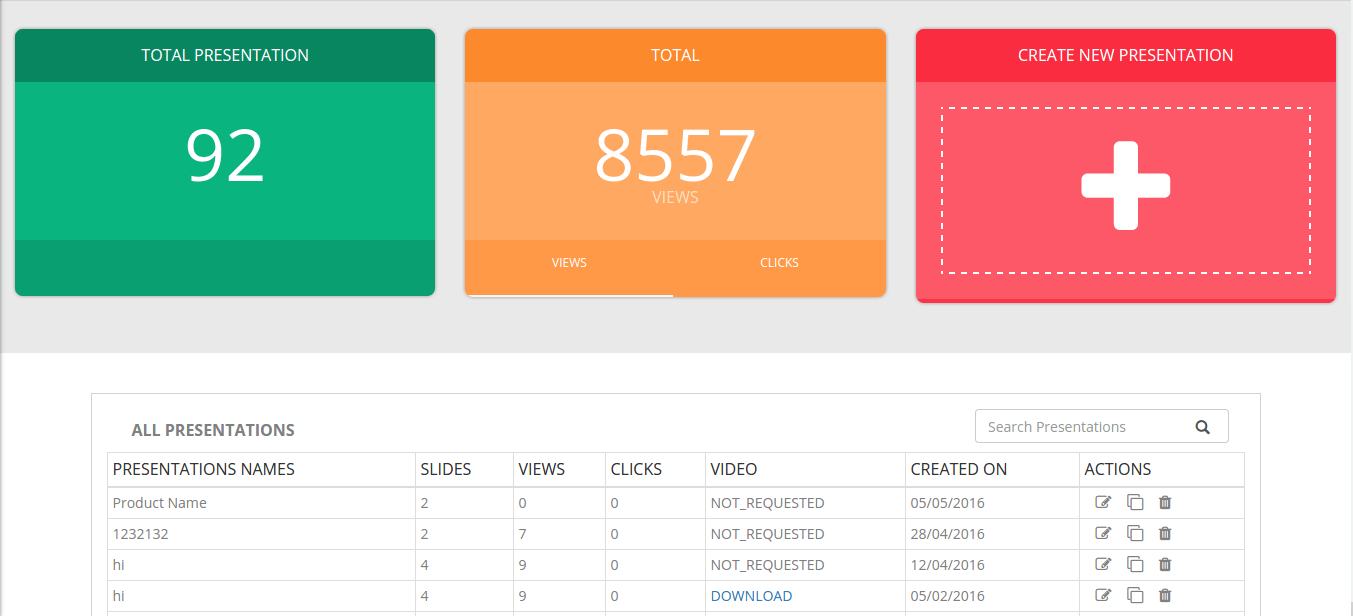 TOTAL PRESENTATION
92
TOTAL
8557
VIEWS
VIEWS CLICKS
CREATE NEW PRESENTATION
ALL PRESENTATIONS
Search Presentations
PRESENTATIONS NAMES SLIDES VIEWS CLICKS VIDEO CREATED ON ACTIONS
Product Name 2 0 0 NOT_REQUESTED 05/05/2016
1232132 2 7 0 NOT_REQUESTED 28/04/2016
hi 4 9 0 NOT_REQUESTED 12/04/2016
hi 4 9 0 DOWNLOAD 05/02/2016